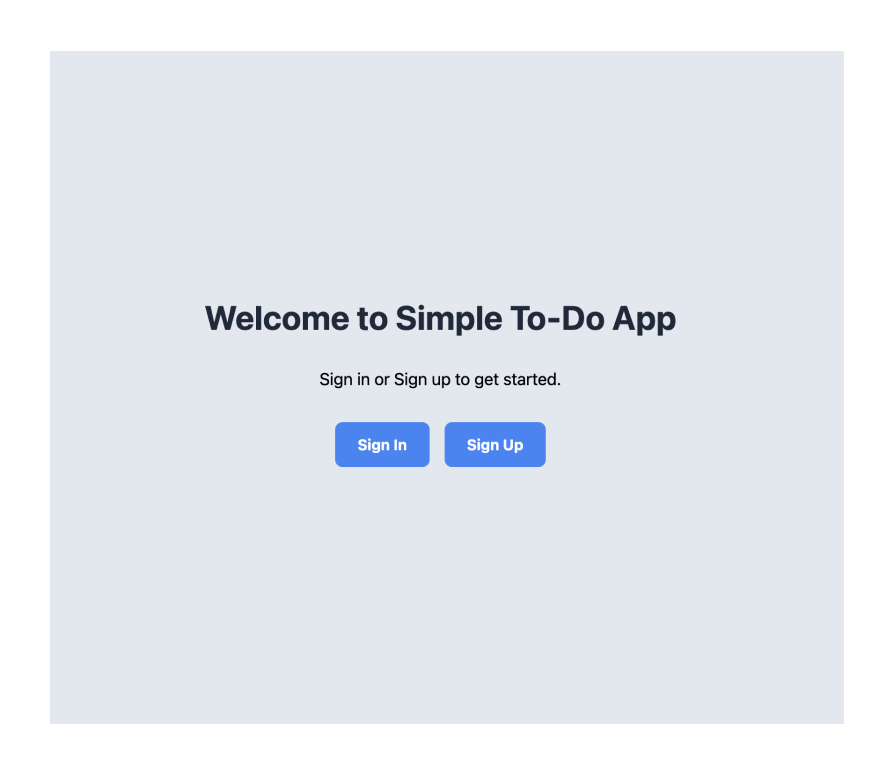 Welcome to Simple To-Do App
Sign in or Sign up to get started.
Sign In
Sign Up